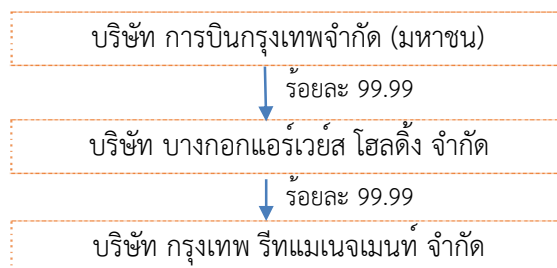 บริษัท การบินกรุงเทพจำกัด (มหาชน)
ร้อยละ 99.99
บริษัท บางกอกแอร์เวย์ส โฮลดิ้ง จำกัด
ร้อยละ 99.99
บริษัท กรุงเทพ รีทแมเนจเมนท์ จำกัด